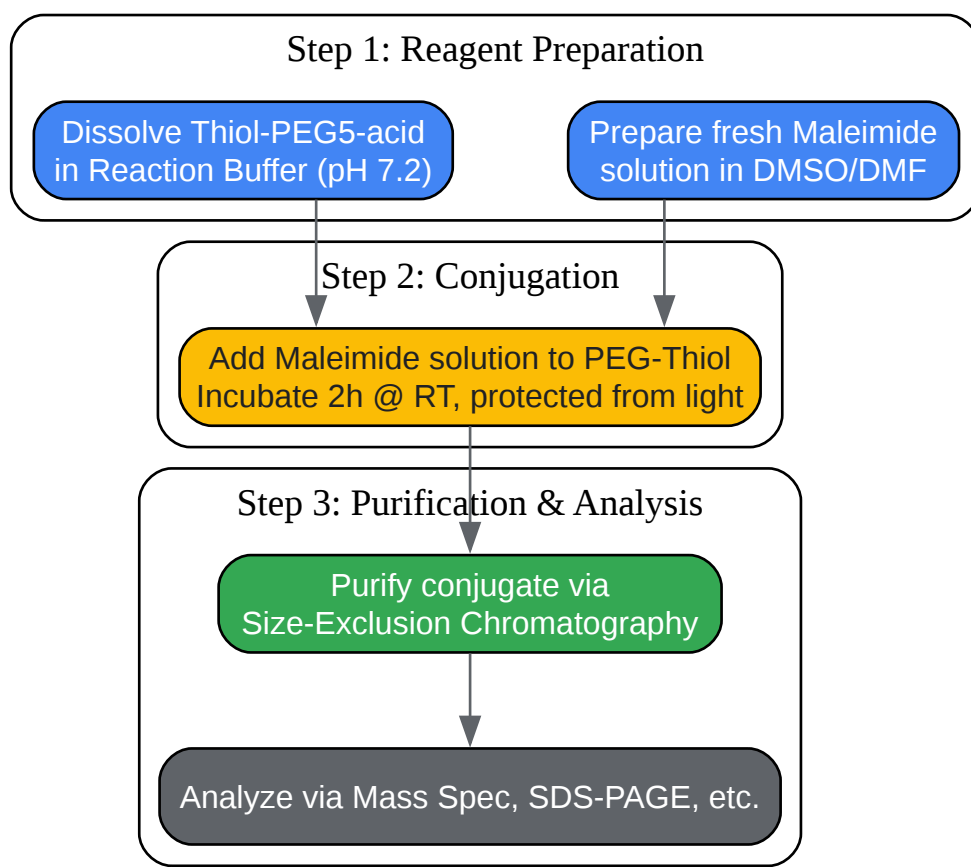 Step 1: Reagent Preparation
Dissolve Thiol-PEG5-acid
in Reaction Buffer (pH 7.2)
Prepare fresh Maleimide
solution in DMSO/DMF
Step 2: Conjugation
Add Maleimide solution to PEG-Thiol
Incubate 2h @ RT, protected from light
Step 3: Purification & Analysis
Purify conjugate via
Size-Exclusion Chromatography
Analyze via Mass Spec, SDS-PAGE, etc.